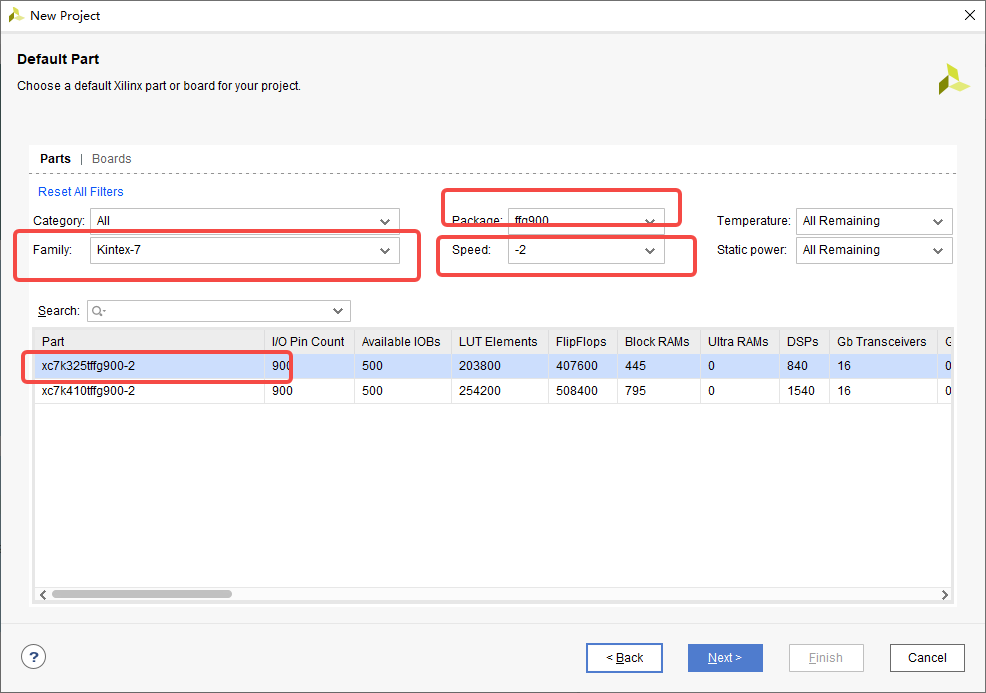 New Project
Default Part
Choose a default Xilinx part or board for your project.
Parts | Boards
Reset All Filters
Category: All Package: ffg900 Temperature: All Remaining
Family: Kintex-7 Speed: -2 Static power: All Remaining
Search: Q-
Part I/O Pin Count Available IOBs LUT Elements FlipFlops Block RAMs Ultra RAMs DSPs Gb Transceivers G
xc7k325tffg900-2 900 500 203800 407600 445 0 840 16 0
xc7k410tffg900-2 900 500 254200 508400 795 0 1540 16 0
? < Back Next > Finish Cancel